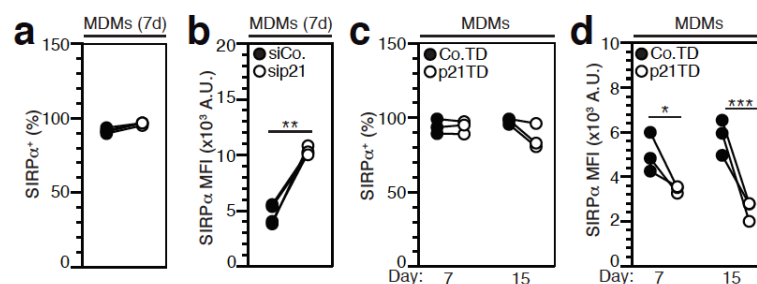 a
MDMs (7d)
SIRPα⁺ (%)
150
100
50
0
b
MDMs (7d)
SIRPα MFI (x10³ A.U.)
20
15
10
5
0
siCo.
sip21
**
c
MDMs
SIRPα⁺ (%)
150
100
50
0
Co.TD
p21TD
Day: 7 15
d
MDMs
SIRPα MFI (x10³ A.U.)
10
8
6
4
2
0
Co.TD
p21TD
*
***
Day: 7 15